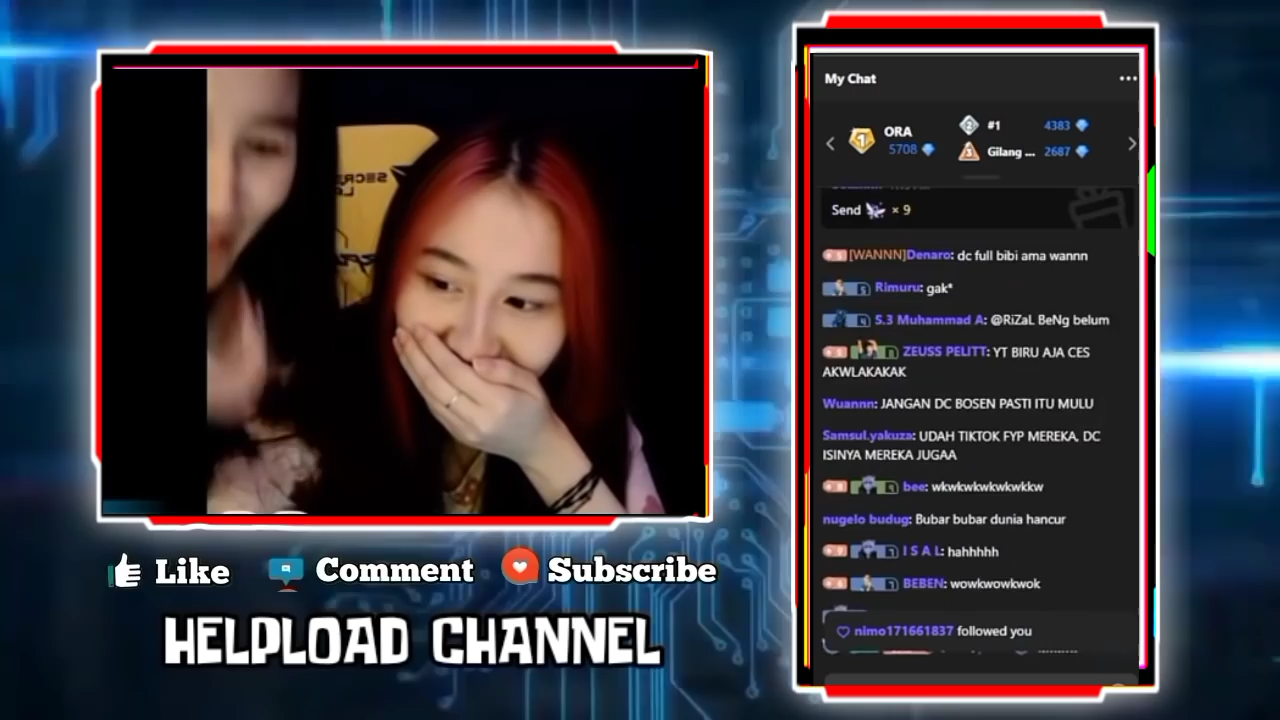 My Chat
ORA
5708
#1
4383
Gilang ...
2687
Send × 9
[WANNN]Denaro: dc full bibi ama wannn
Rimuru: gak*
S.3 Muhammad A: @RiZaL BeNg belum
ZEUSS PELITT: YT BIRU AJA CES
AKWLAKAKAK
Wuannn: JANGAN DC BOSEN PASTI ITU MULU
Samsul.yakuza: UDAH TIKTOK FYP MEREKA, DC
ISINYA MEREKA JUGAA
bee: wkwkwkwkwkwkkw
nugelo budug: Bubar bubar dunia hancur
I S A L: hahhhhh
BEBEN: wowkwowkwok
nimo171661837 followed you
Like
Comment
Subscribe
HELPLOAD CHANNEL